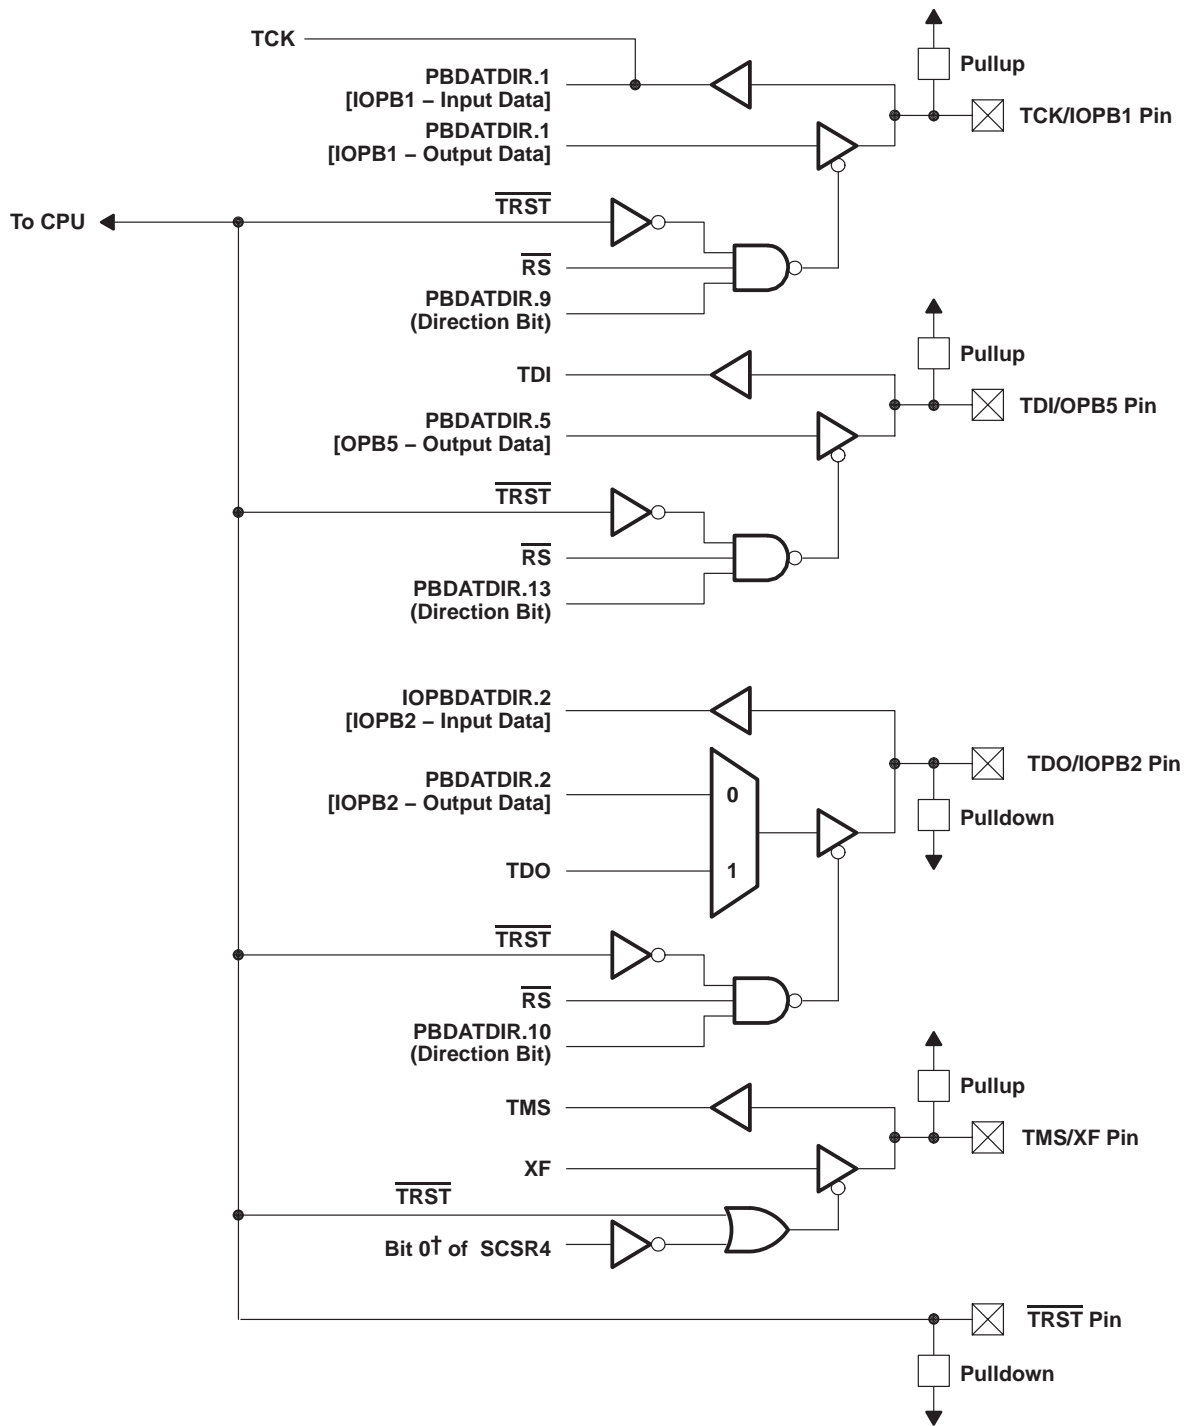 TCK
Pullup
PBDATDIR.1
[IOPB1 – Input Data]
TCK/IOPB1 Pin
PBDATDIR.1
[IOPB1 – Output Data]
TRST
To CPU
RS
PBDATDIR.9
(Direction Bit)
Pullup
TDI
TDI/OPB5 Pin
PBDATDIR.5
[OPB5 – Output Data]
TRST
RS
PBDATDIR.13
(Direction Bit)
IOPBDATDIR.2
[IOPB2 – Input Data]
TDO/IOPB2 Pin
PBDATDIR.2
[IOPB2 – Output Data]
0
Pulldown
TDO
1
TRST
RS
PBDATDIR.10
(Direction Bit)
Pullup
TMS
TMS/XF Pin
XF
TRST
Bit 0† of SCSR4
TRST Pin
Pulldown